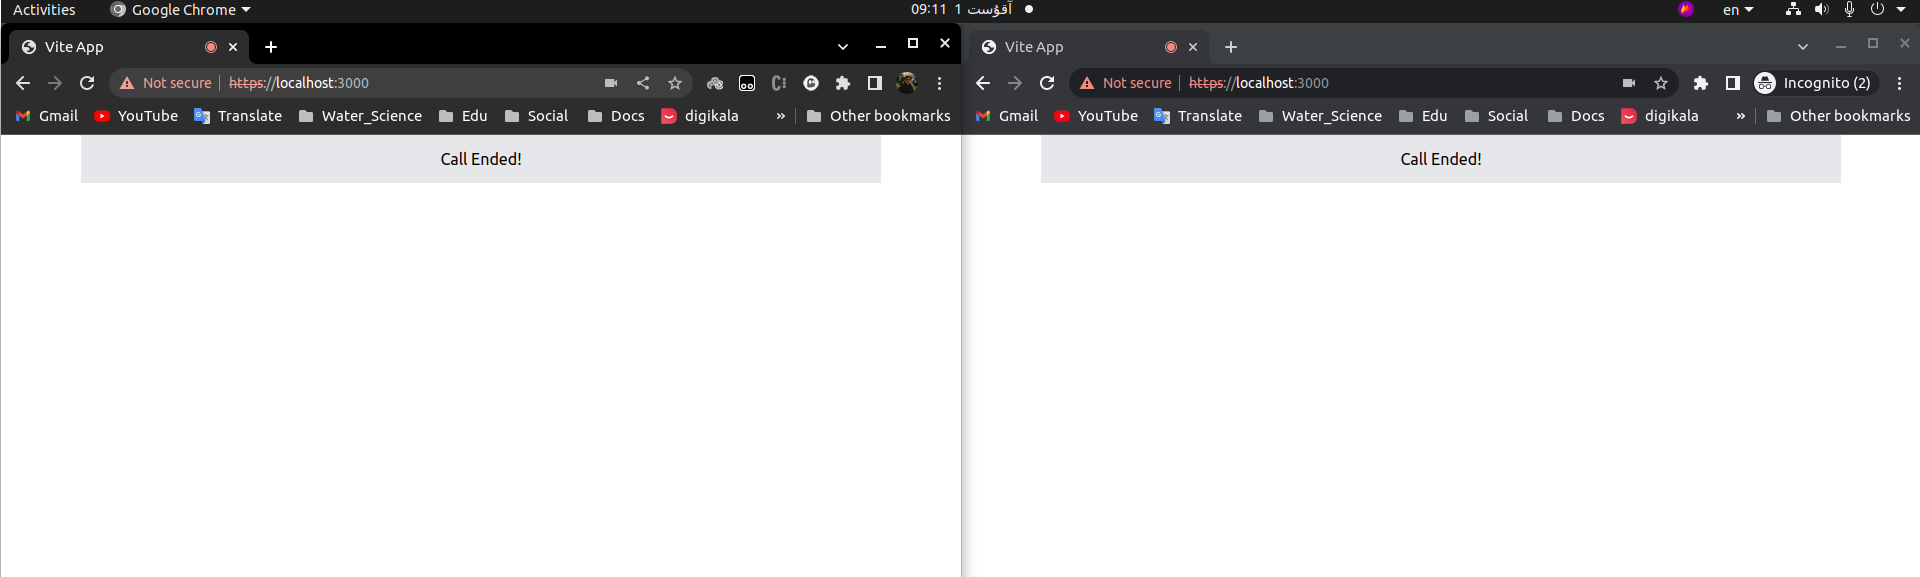 Activities Google Chrome 09:11 1 آقۇست en
Vite App
Not secure https://localhost:3000
Gmail YouTube Translate Water_Science Edu Social Docs digikala » Other bookmarks
Call Ended!
Vite App
Not secure https://localhost:3000 Incognito (2)
Gmail YouTube Translate Water_Science Edu Social Docs digikala » Other bookmarks
Call Ended!